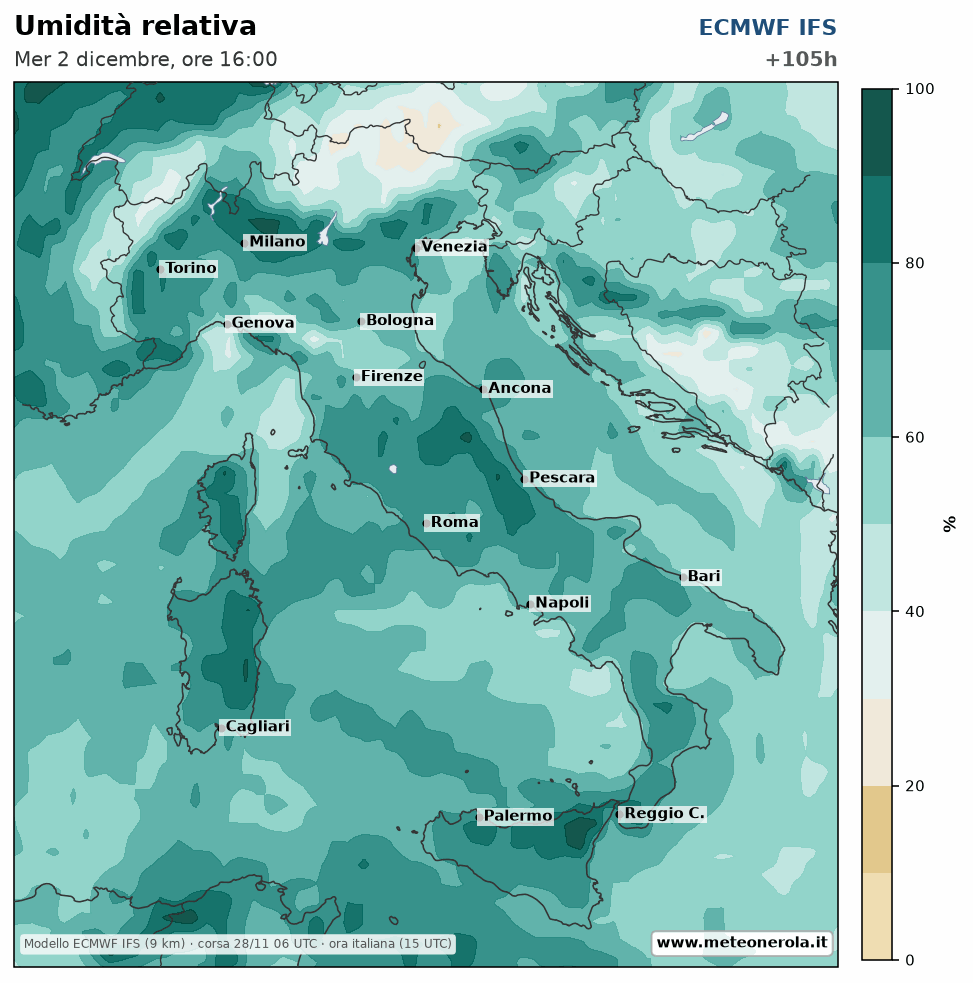 Umidità relativa
ECMWF IFS
Mer 2 dicembre, ore 16:00
+105h
100
80
60
40
20
0
%
Milano
Venezia
Torino
Genova
Bologna
Firenze
Ancona
Pescara
Roma
Bari
Napoli
Cagliari
Palermo
Reggio C.
Modello ECMWF IFS (9 km) · corsa 28/11 06 UTC · ora italiana (15 UTC)
www.meteonerola.it